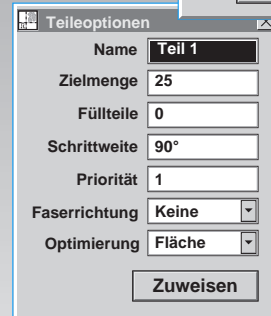 Teileoptionen
Name Teil 1
Zielmenge 25
Füllteile 0
Schrittweite 90°
Priorität 1
Faserrichtung Keine
Optimierung Fläche
Zuweisen